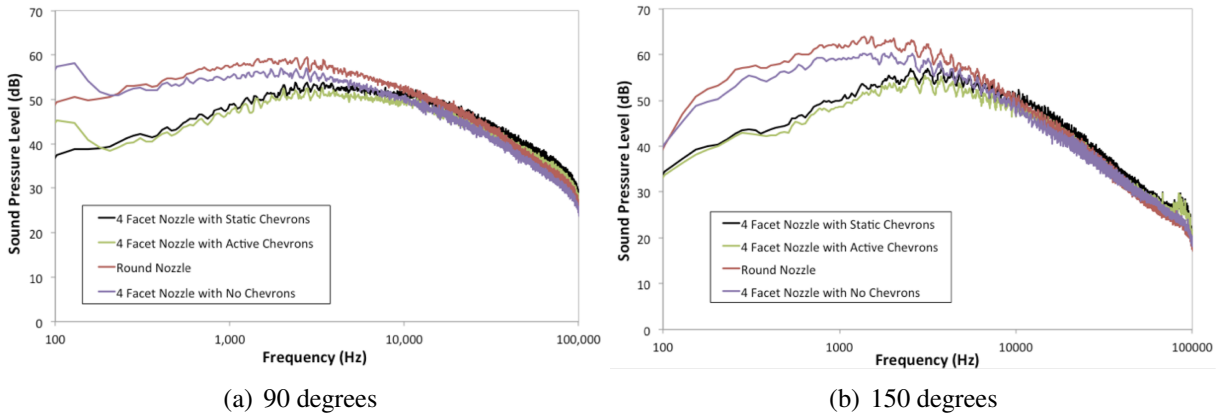 70
60
50
40
30
20
10
0
Sound Pressure Level (dB)
4 Facet Nozzle with Static Chevrons
4 Facet Nozzle with Active Chevrons
Round Nozzle
4 Facet Nozzle with No Chevrons
100
1,000
10,000
100,000
Frequency (Hz)
(a) 90 degrees
70
60
50
40
30
20
10
0
Sound Pressure Level (dB)
4 Facet Nozzle with Static Chevrons
4 Facet Nozzle with Active Chevrons
Round Nozzle
4 Facet Nozzle with No Chevrons
100
1000
10000
100000
Frequency (Hz)
(b) 150 degrees